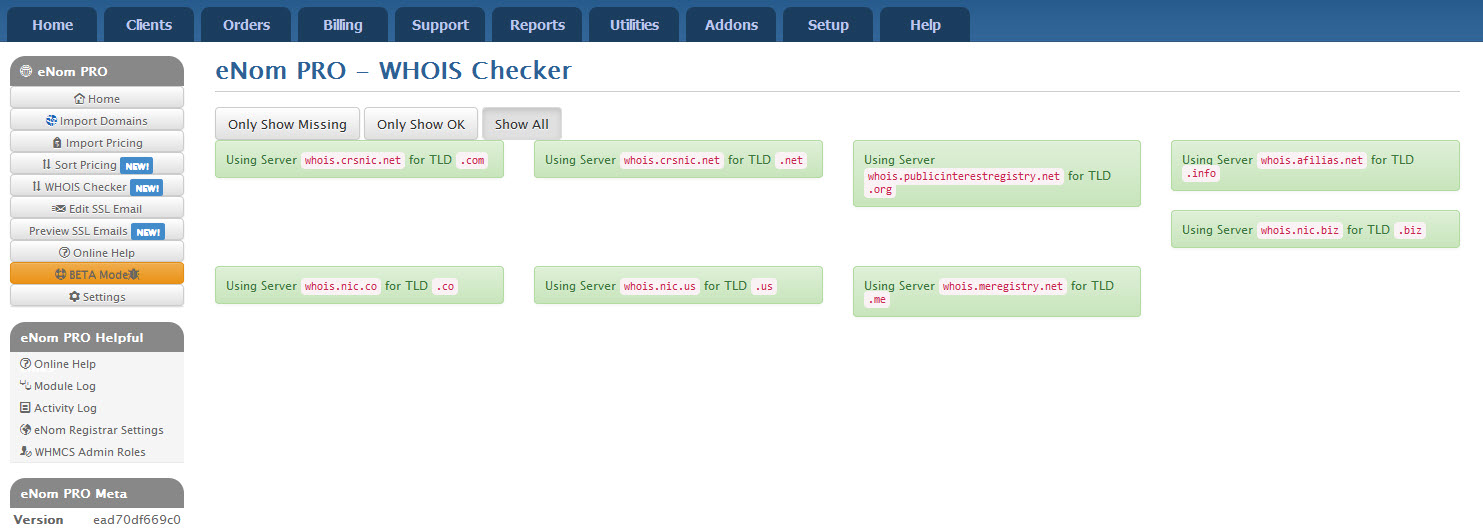 Home Clients Orders Billing Support Reports Utilities Addons Setup Help
eNom PRO
Home
Import Domains
Import Pricing
Sort Pricing NEW!
WHOIS Checker NEW!
Edit SSL Email
Preview SSL Emails NEW!
Online Help
BETA Mode
Settings
eNom PRO Helpful
Online Help
Module Log
Activity Log
eNom Registrar Settings
WHMCS Admin Roles
eNom PRO Meta
Version ead70df669c0
eNom PRO – WHOIS Checker
Only Show Missing Only Show OK Show All
Using Server whois.crsnic.net for TLD .com
Using Server whois.crsnic.net for TLD .net
Using Server
whois.publicinterestregistry.net for TLD
.org
Using Server whois.afilias.net for TLD
.info
Using Server whois.nic.biz for TLD .biz
Using Server whois.nic.co for TLD .co
Using Server whois.nic.us for TLD .us
Using Server whois.meregistry.net for TLD
.me